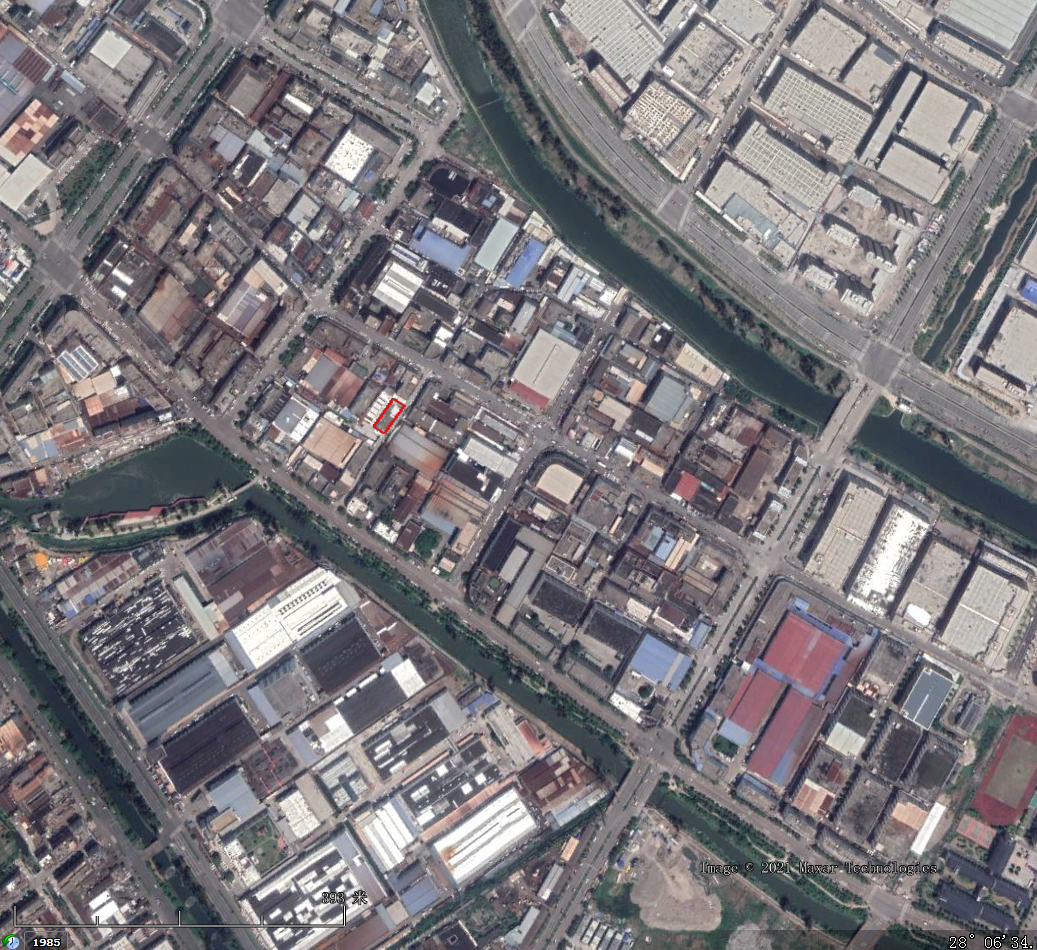 Image © 2021 Maxar Technologies
393 米
1985
28° 06'34.